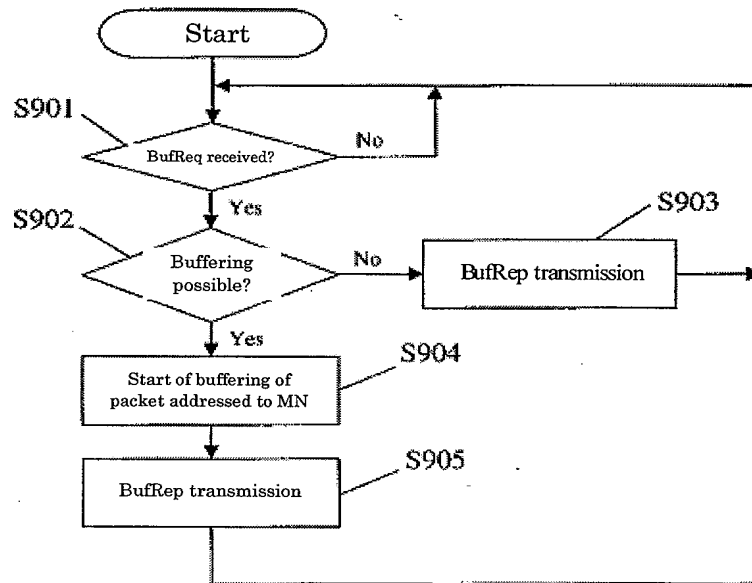 Start
S901
BufReq received?
No
Yes
S902
Buffering
possible?
No
S903
BufRep transmission
Yes
S904
Start of buffering of
packet addressed to MN
S905
BufRep transmission